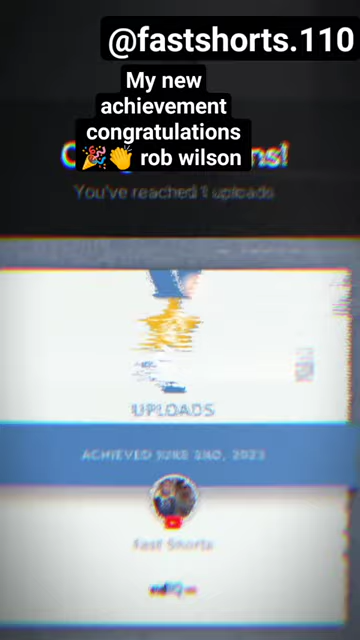 @fastshorts.110
My new
achievement
congratulations
🎉👏 rob wilson
You've reached 1 uploads
UPLOADS
ACHIEVED JUNE 2ND, 2023
Fast Shorts